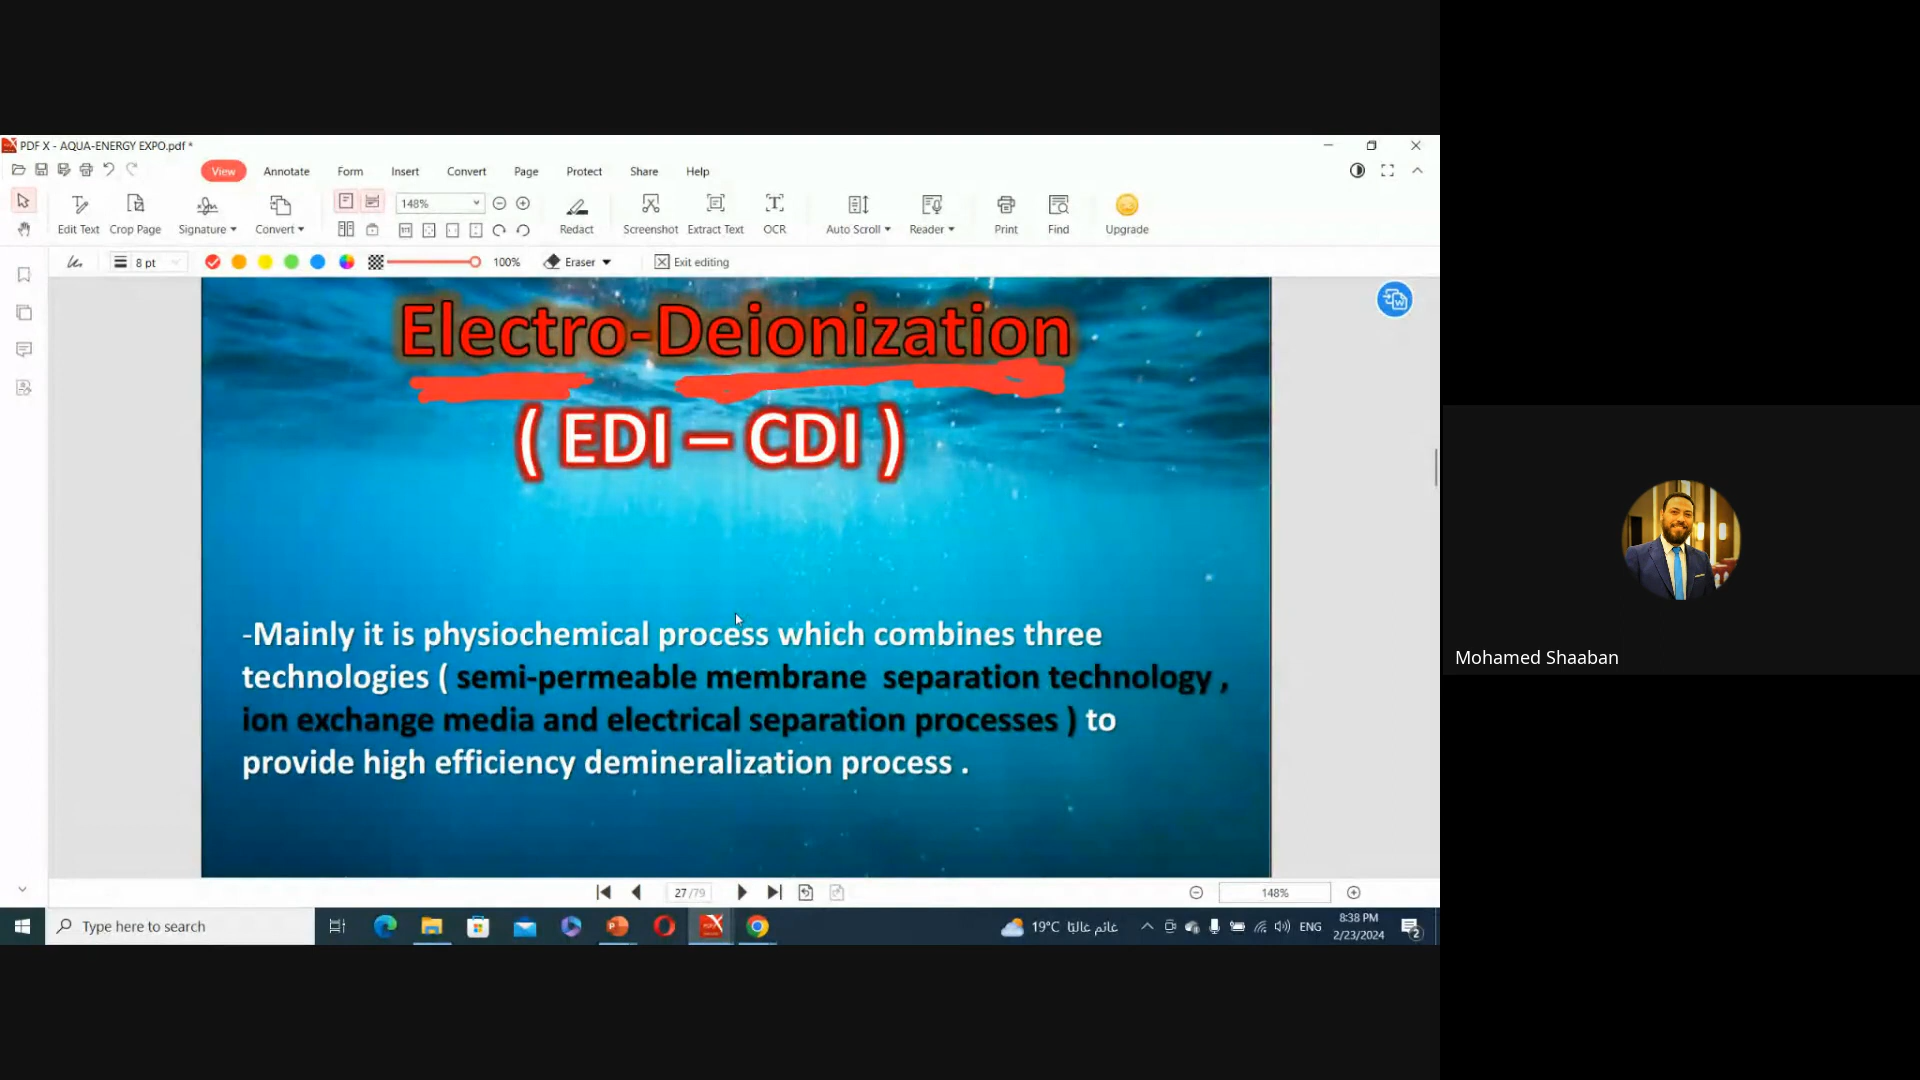 PDF X - AQUA-ENERGY EXPO.pdf *
View Annotate Form Insert Convert Page Protect Share Help
148%
Edit Text Crop Page Signature Convert Redact Screenshot Extract Text OCR Auto Scroll Reader Print Find Upgrade
8 pt 100% Eraser Exit editing
Electro-Deionization
( EDI – CDI )
-Mainly it is physiochemical process which combines three
technologies ( semi-permeable membrane separation technology ,
ion exchange media and electrical separation processes ) to
provide high efficiency demineralization process .
Mohamed Shaaban
27 /79
148%
Type here to search
19°C غائم غالبًا
ENG
8:38 PM
2/23/2024
2